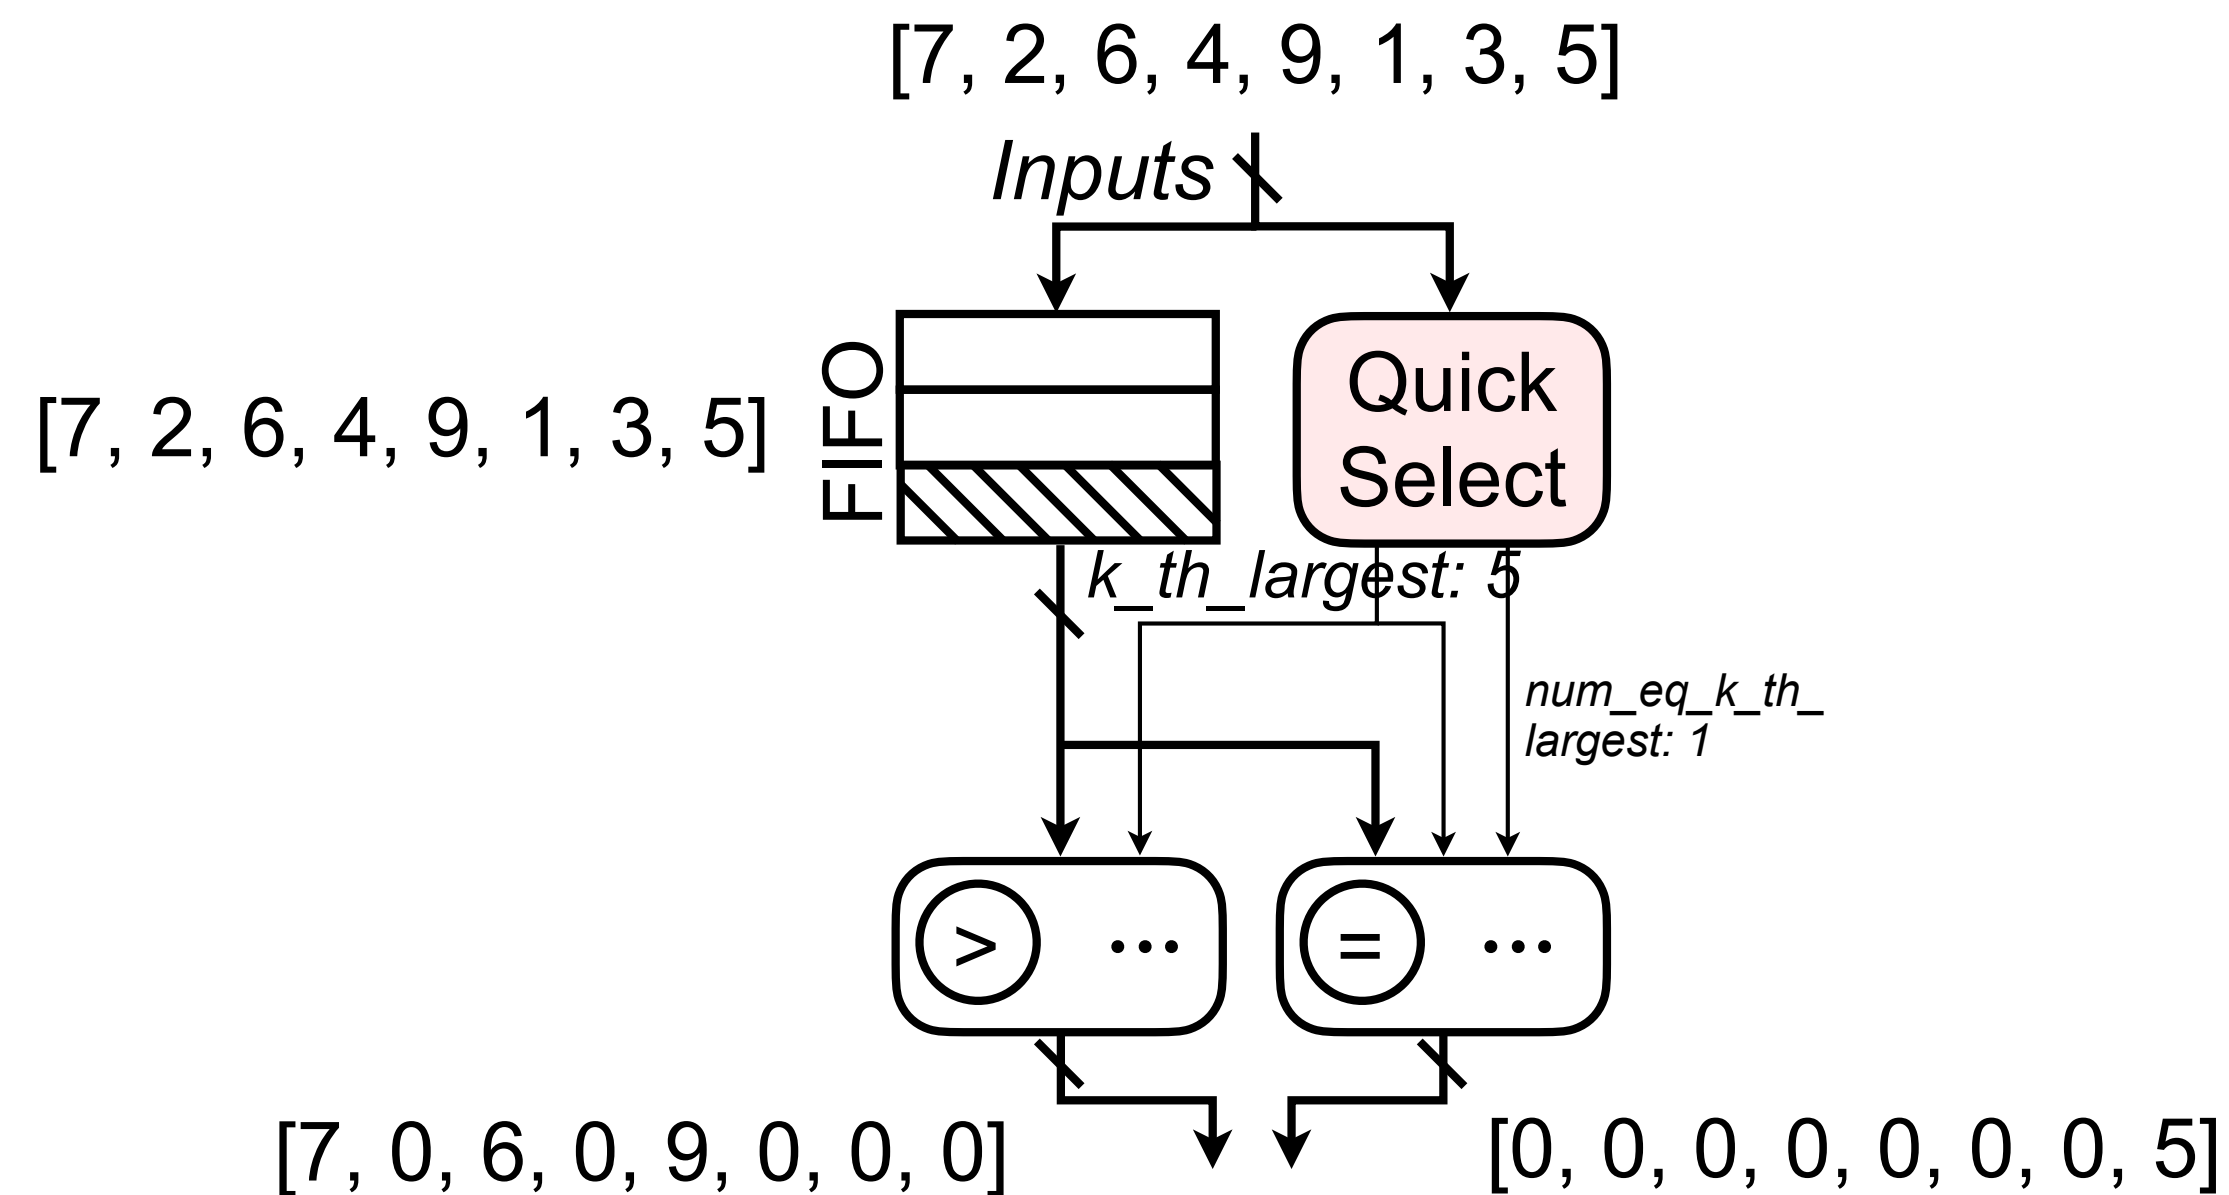 [7, 2, 6, 4, 9, 1, 3, 5]
Inputs
[7, 2, 6, 4, 9, 1, 3, 5]
FIFO
Quick
Select
k_th_largest: 5
num_eq_k_th_
largest: 1
> ...
= ...
[7, 0, 6, 0, 9, 0, 0, 0]
[0, 0, 0, 0, 0, 0, 0, 5]